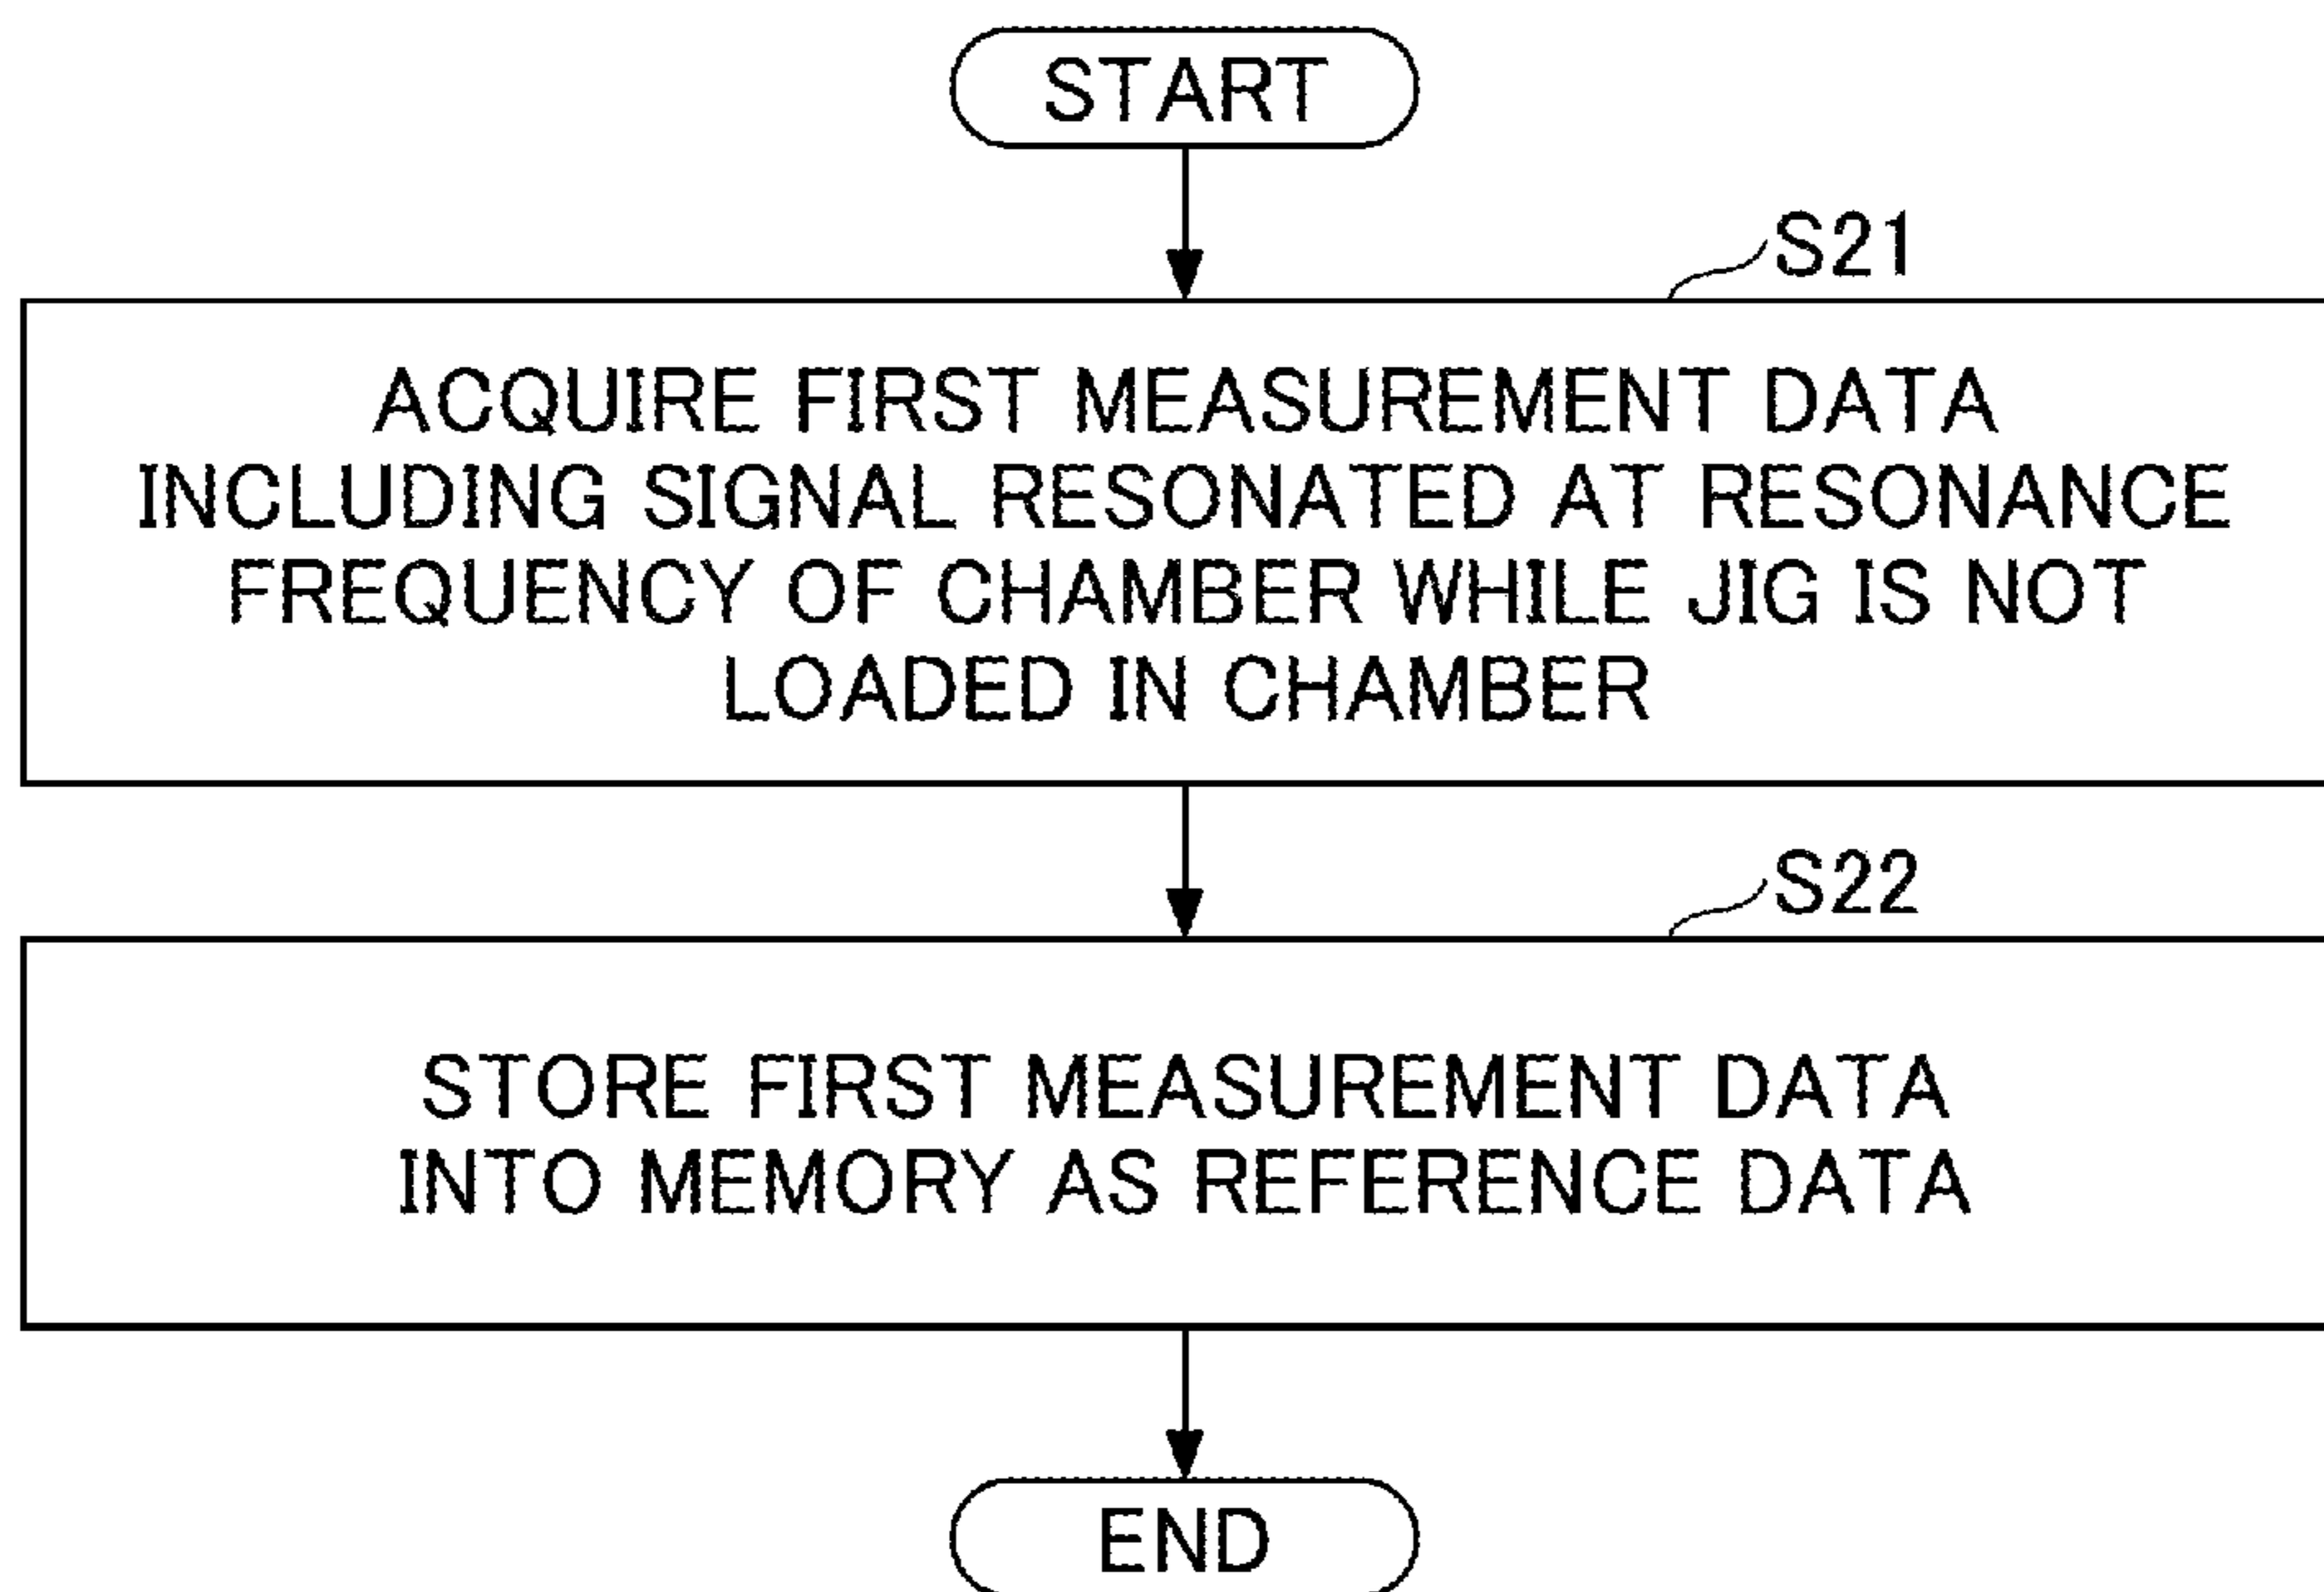 START
S21
ACQUIRE FIRST MEASUREMENT DATA
INCLUDING SIGNAL RESONATED AT RESONANCE
FREQUENCY OF CHAMBER WHILE JIG IS NOT
LOADED IN CHAMBER
S22
STORE FIRST MEASUREMENT DATA
INTO MEMORY AS REFERENCE DATA
END